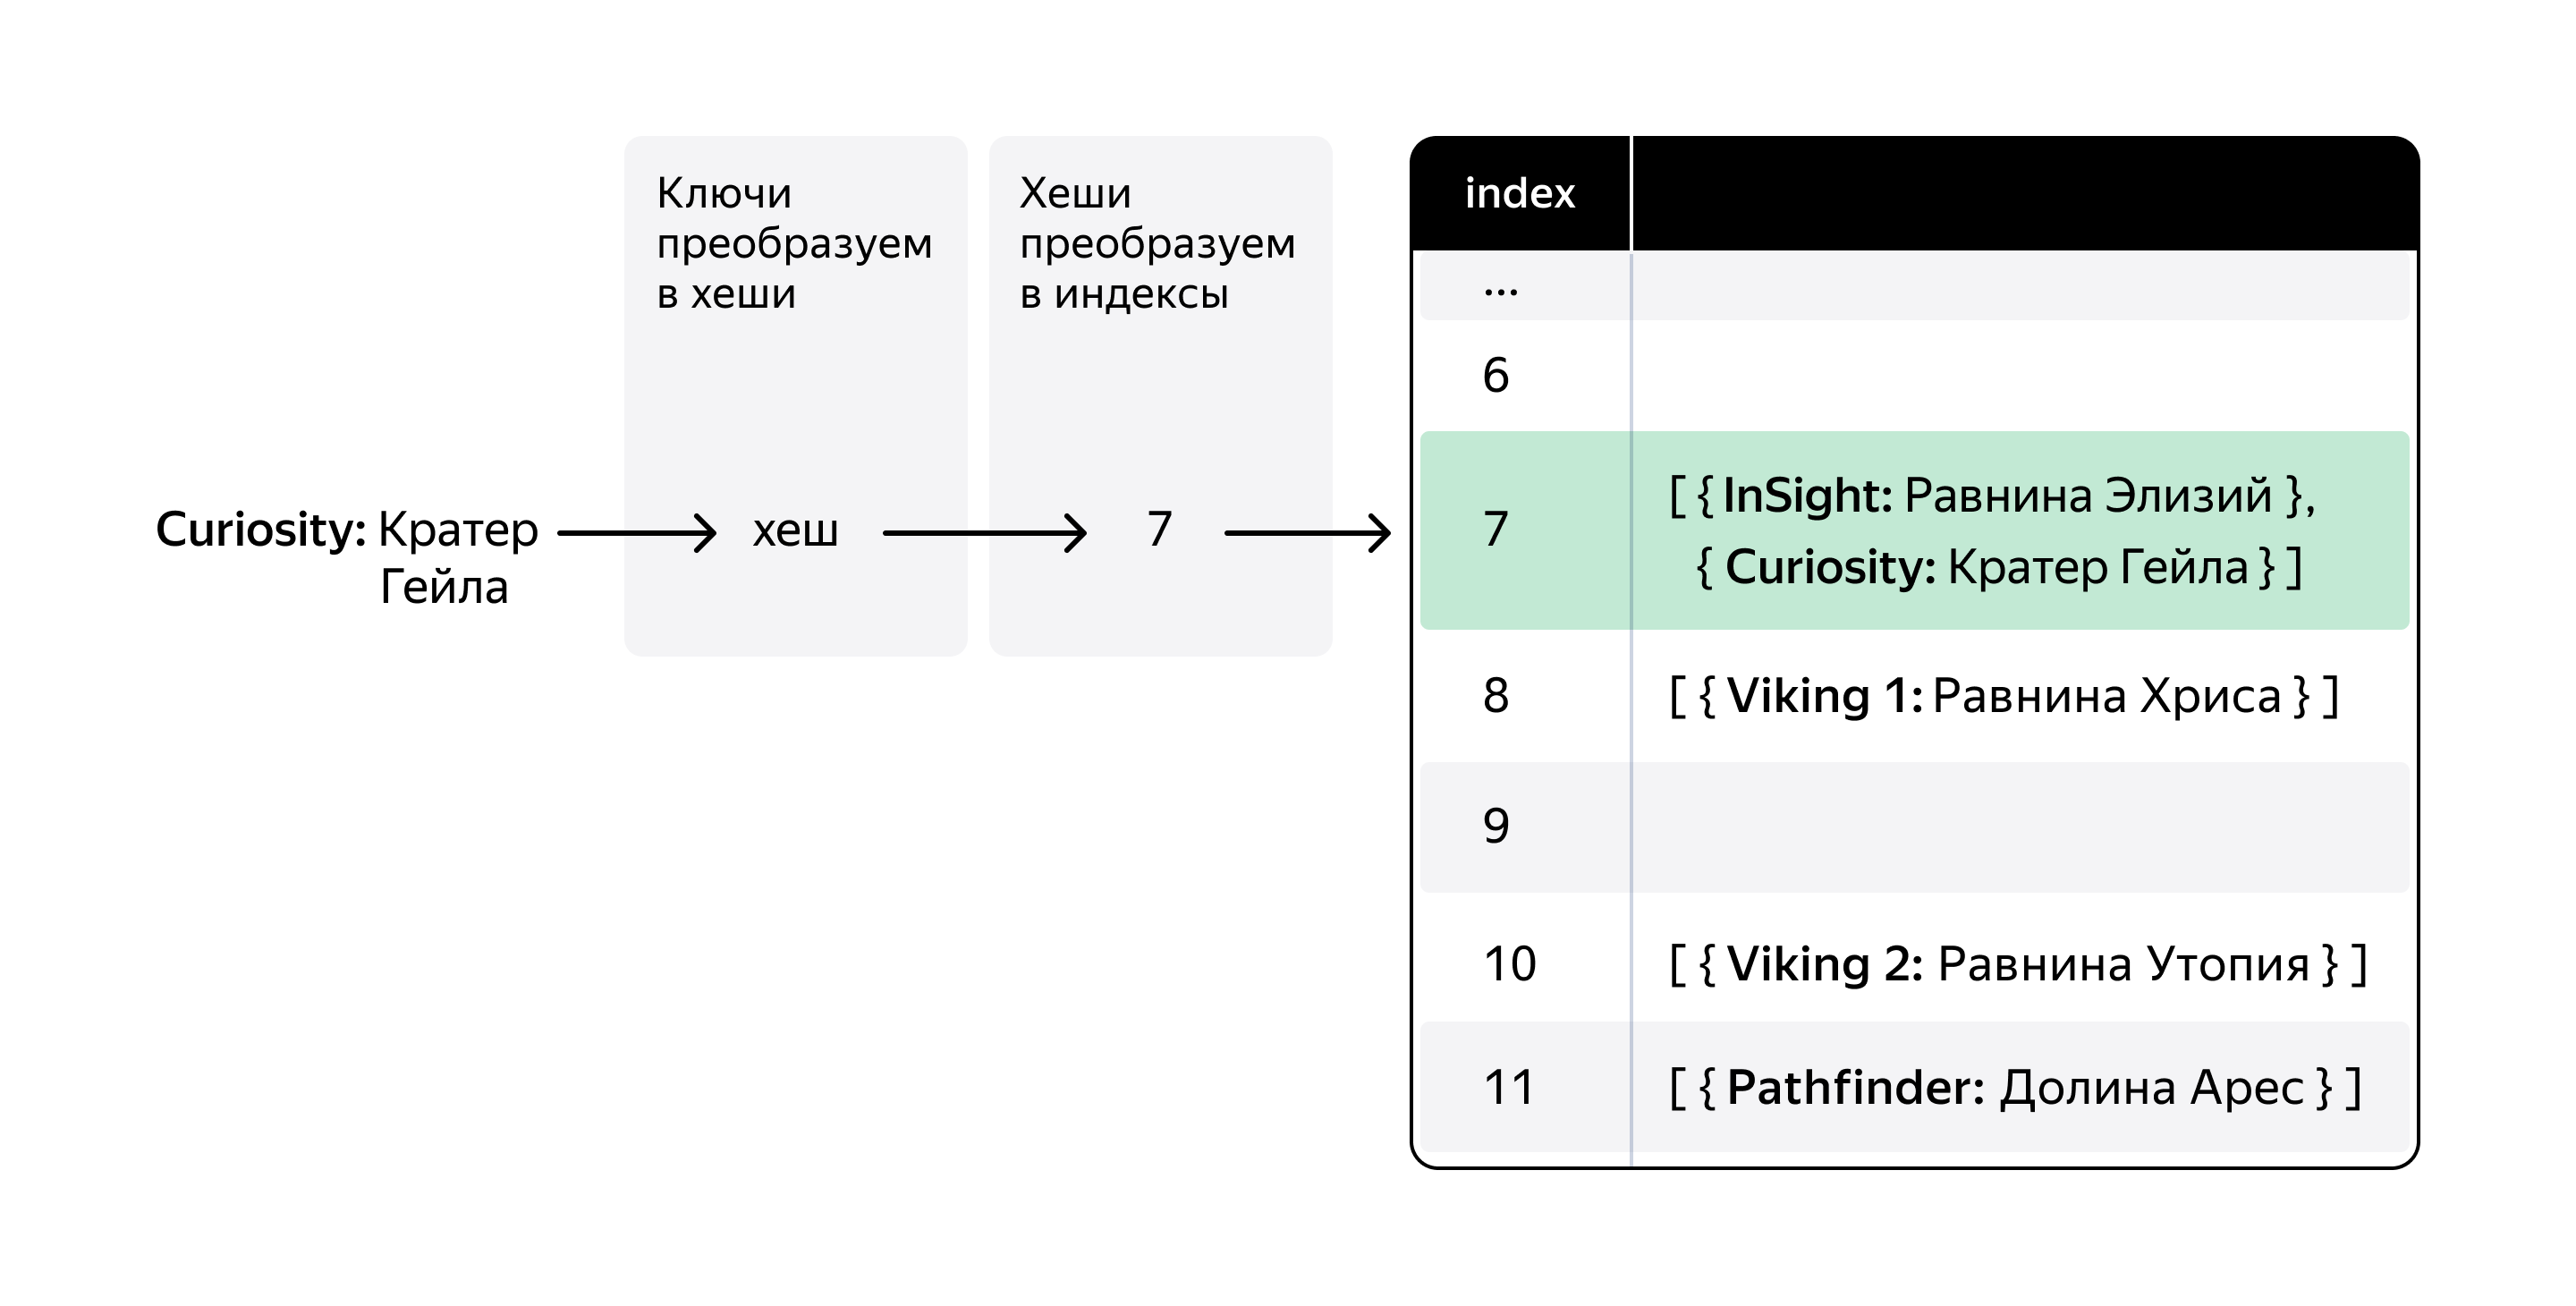 Ключи
преобразуем
в хеши
Хеши
преобразуем
в индексы
Curiosity: Кратер
Гейла
хеш
7
index
...
6
7
[ { InSight: Равнина Элизий },
{ Curiosity: Кратер Гейла } ]
8
[ { Viking 1: Равнина Хриса } ]
9
10
[ { Viking 2: Равнина Утопия } ]
11
[ { Pathfinder: Долина Арес } ]